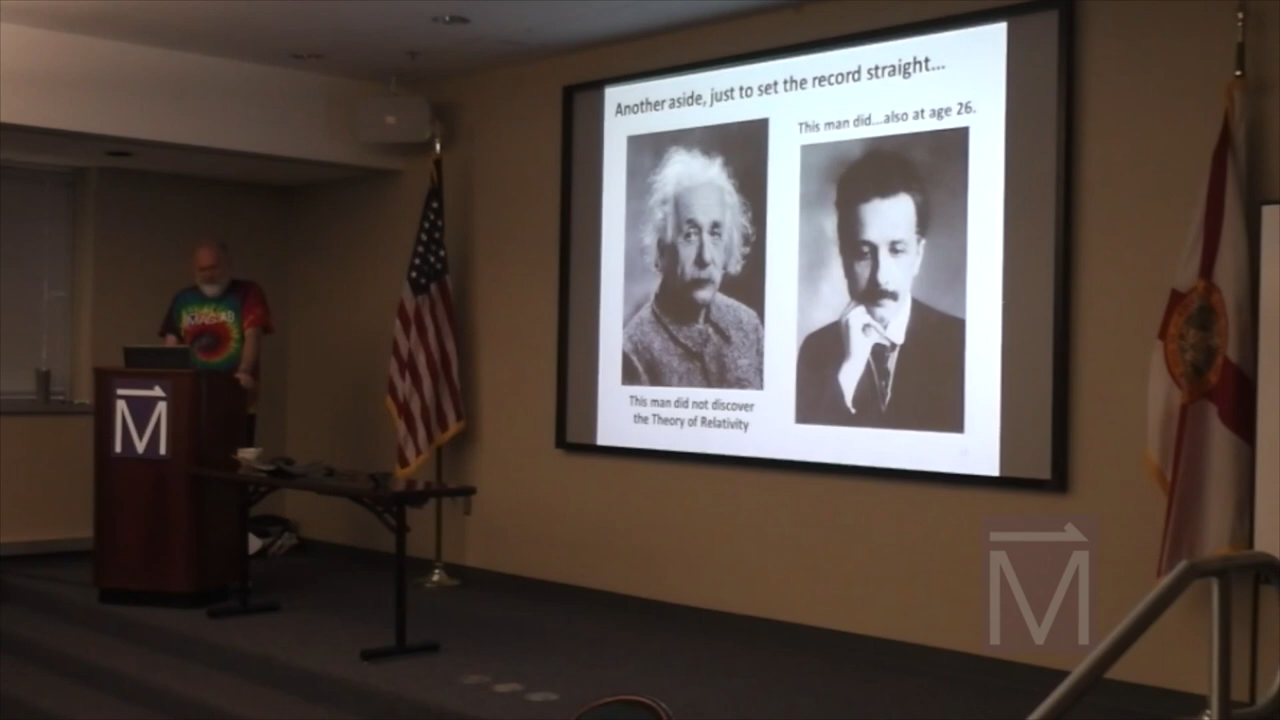 Another aside, just to set the record straight...
This man did...also at age 26.
This man did not discover
the Theory of Relativity
M
M